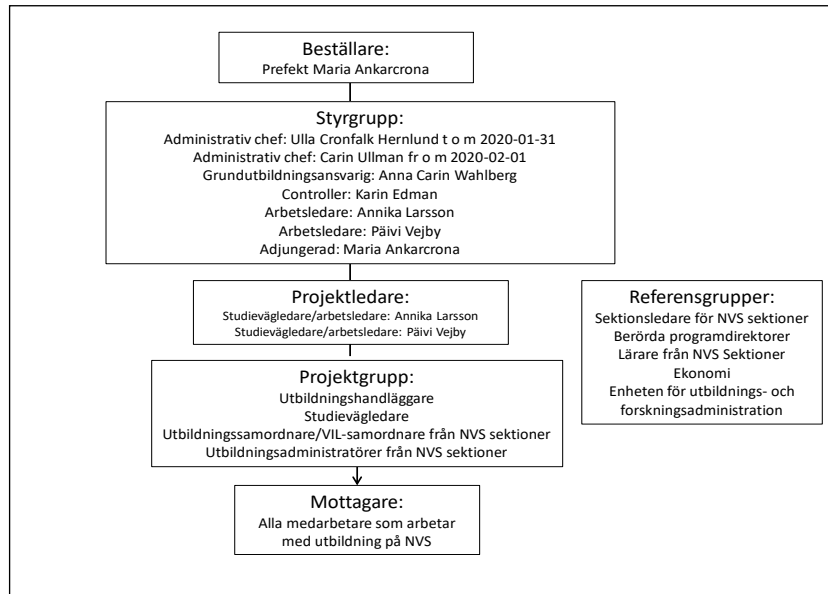 Beställare:
Prefekt Maria Ankarcrona
Styrgrupp:
Administrativ chef: Ulla Cronfalk Hernlund t o m 2020-01-31
Administrativ chef: Carin Ullman fr o m 2020-02-01
Grundutbildningsansvarig: Anna Carin Wahlberg
Controller: Karin Edman
Arbetsledare: Annika Larsson
Arbetsledare: Päivi Vejby
Adjungerad: Maria Ankarcrona
Projektledare:
Studievägledare/arbetsledare: Annika Larsson
Studievägledare/arbetsledare: Päivi Vejby
Projektgrupp:
Utbildningshandläggare
Studievägledare
Utbildningssamordnare/VIL-samordnare från NVS sektioner
Utbildningsadministratörer från NVS sektioner
Mottagare:
Alla medarbetare som arbetar
med utbildning på NVS
Referensgrupper:
Sektionsledare för NVS sektioner
Berörda programdirektorer
Lärare från NVS Sektioner
Ekonomi
Enheten för utbildnings- och
forskningsadministration